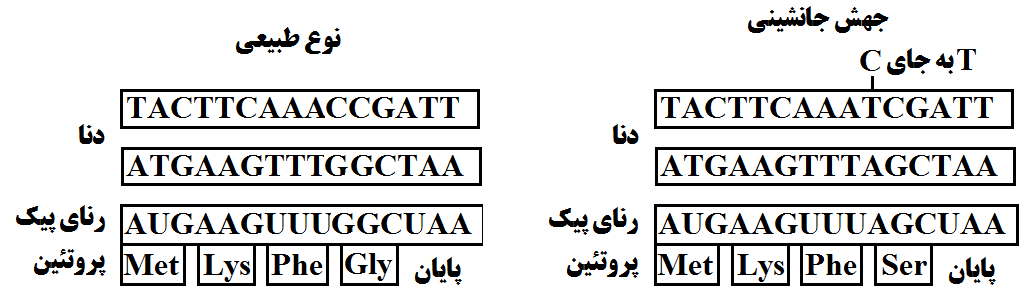 نوع طبیعی
دنا
TACTTCAAACCGATT
ATGAAGTTTGGCTAA
رنای پیک
AUGAAGUUUGGCUAA
پروتئین
Met Lys Phe Gly پایان
جهش جانشینی
T به جای C
دنا
TACTTCAAATCGATT
ATGAAGTTTAGCTAA
رنای پیک
AUGAAGUUUAGCUAA
پروتئین
Met Lys Phe Ser پایان